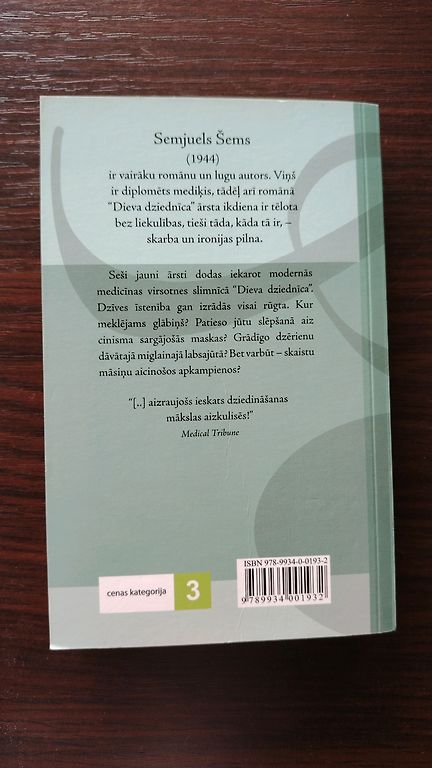 Semjuels Šems
(1944)
ir vairāku romānu un lugu autors. Viņš
ir diplomēts mediķis, tādēļ arī romānā
“Dieva dziednīca” ārsta ikdiena ir tēlota
bez liekulības, tieši tāda, kāda tā ir, –
skarba un ironijas pilna.
Seši jauni ārsti dodas iekarot modernās
medicīnas virsotnes slimnīcā “Dieva dziednīca”.
Dzīves īstenība gan izrādās visai rūgta. Kur
meklējams glābiņš? Patieso jūtu slēpšanā aiz
cinisma sargājošās maskas? Grādīgo dzērienu
dāvātajā miglainajā labsajūtā? Bet varbūt – skaistu
māsiņu aicinošos apkampienos?
“[..] aizraujošs ieskats dziedināšanas
mākslas aizkulisēs!”
Medical Tribune
ISBN 978-9934-0-0193-2
9 789934 001932
cenas kategorija 3